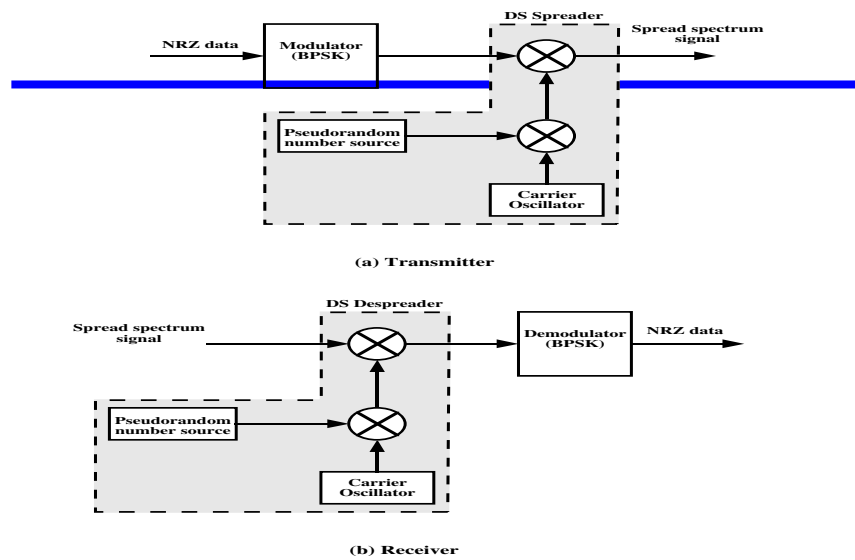 DS Spreader
NRZ data
Modulator
(BPSK)
Spread spectrum
signal
Pseudorandom
number source
Carrier
Oscillator
(a) Transmitter
DS Despreader
Spread spectrum
signal
Demodulator
(BPSK)
NRZ data
Pseudorandom
number source
Carrier
Oscillator
(b) Receiver